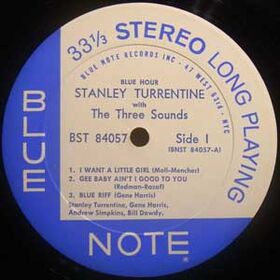 33 1/3 STEREO LONG PLAYING
BLUE NOTE RECORDS INC • 47 WEST 63rd • NYC
BLUE HOUR
STANLEY TURRENTINE
with
The Three Sounds
BST 84057 Side 1
(BNST 84057-A)
1. I WANT A LITTLE GIRL (Moll-Mencher)
2. GEE BABY AIN'T I GOOD TO YOU
(Redman-Razaf)
3. BLUE RIFF (Gene Harris)
Stanley Turrentine, Gene Harris,
Andrew Simpkins, Bill Dowdy.
BLUE
NOTE